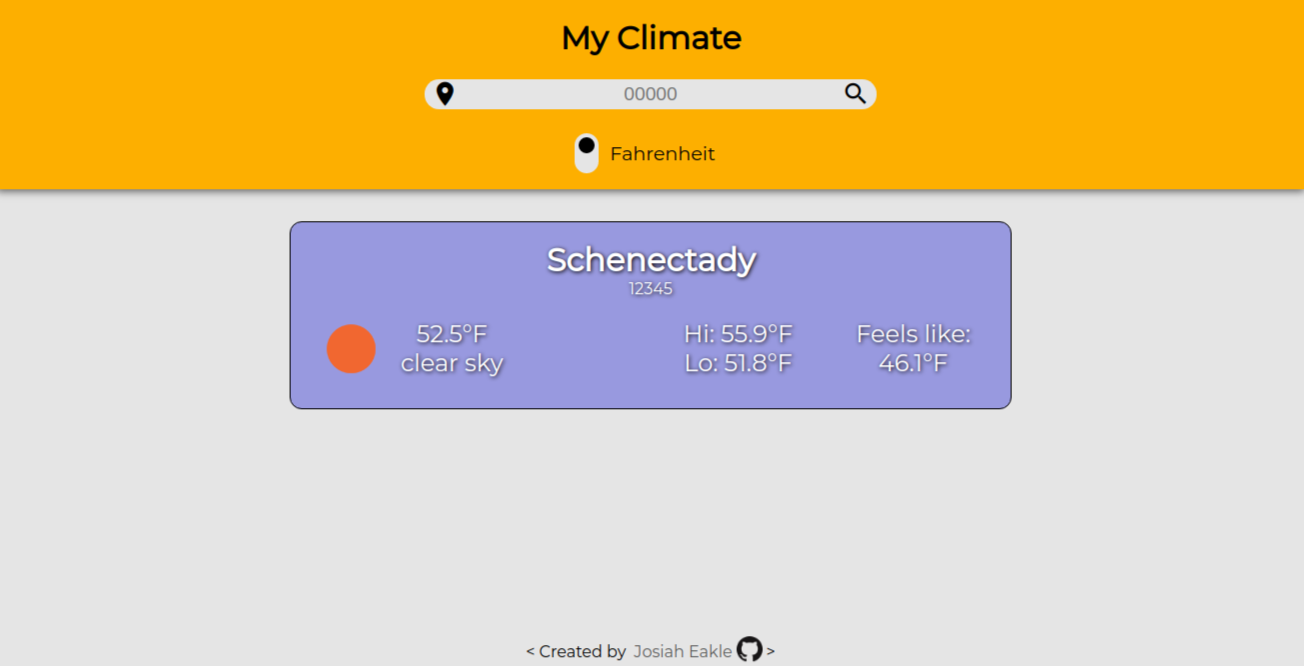 My Climate
00000
Fahrenheit
Schenectady
12345
52.5°F
clear sky
Hi: 55.9°F
Lo: 51.8°F
Feels like:
46.1°F
< Created by Josiah Eakle >